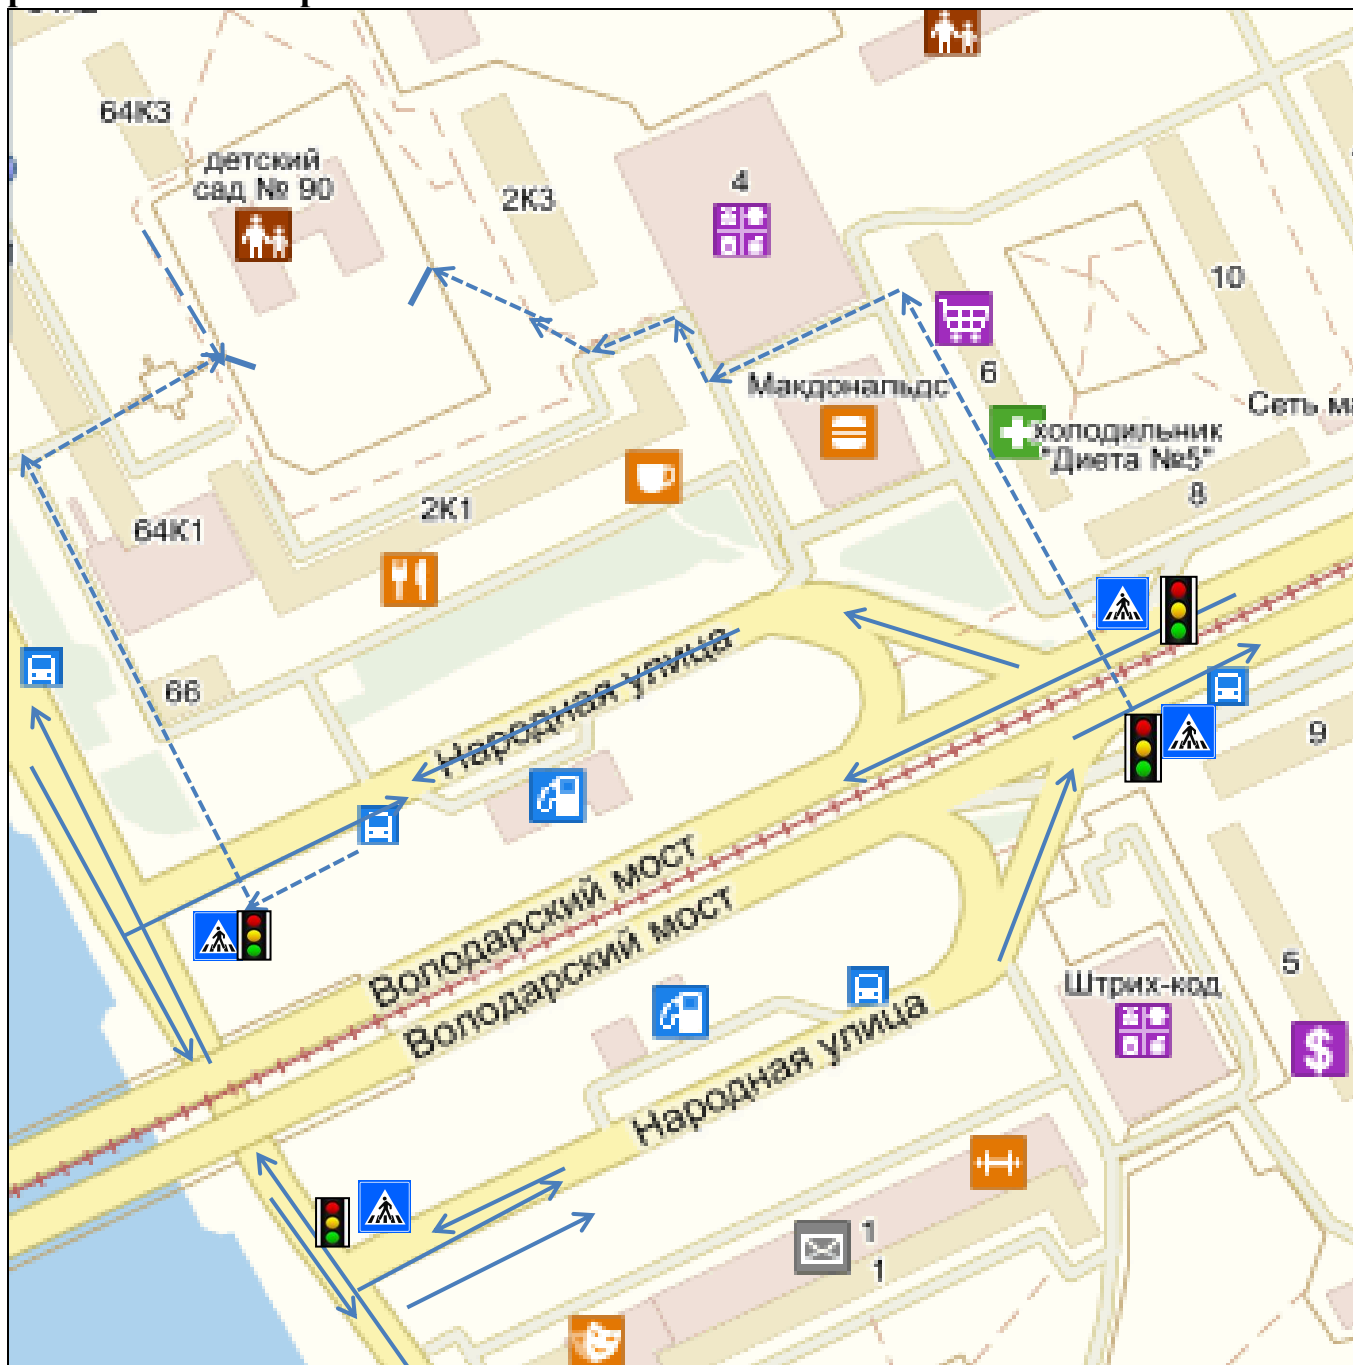 64К3
детский
сад № 90
2К3
4
10
6
Макдональдс
Сеть ма
холодильник
"Диета №5"
8
2К1
64К1
66
Народная улица
9
Володарский мост
Володарский мост
5
Штрих-код
$
Народная улица
1
1